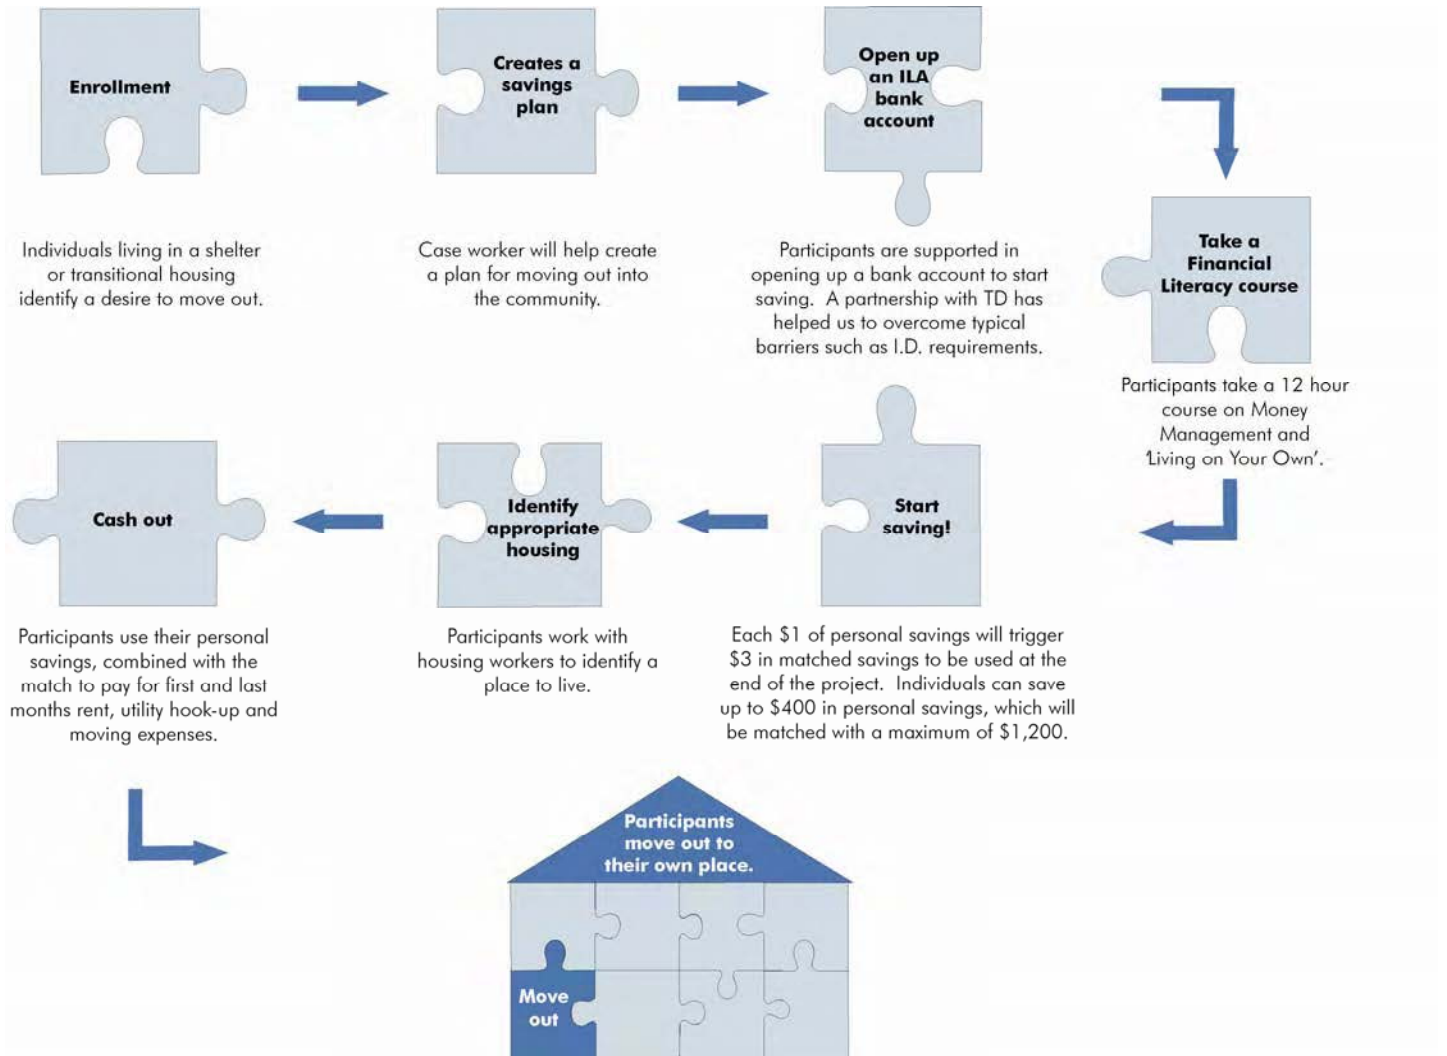 Enrollment
Individuals living in a shelter
or transitional housing
identify a desire to move out.
Creates a
savings
plan
Case worker will help create
a plan for moving out into
the community.
Open up
an ILA
bank
account
Participants are supported in
opening up a bank account to start
saving.  A partnership with TD has
helped us to overcome typical
barriers such as I.D. requirements.
Take a
Financial
Literacy course
Participants take a 12 hour
course on Money
Management and
'Living on Your Own'.
Start
saving!
Each $1 of personal savings will trigger
$3 in matched savings to be used at the
end of the project.  Individuals can save
up to $400 in personal savings, which will
be matched with a maximum of $1,200.
Identify
appropriate
housing
Participants work with
housing workers to identify a
place to live.
Cash out
Participants use their personal
savings, combined with the
match to pay for first and last
months rent, utility hook-up and
moving expenses.
Participants
move out to
their own place.
Move
out